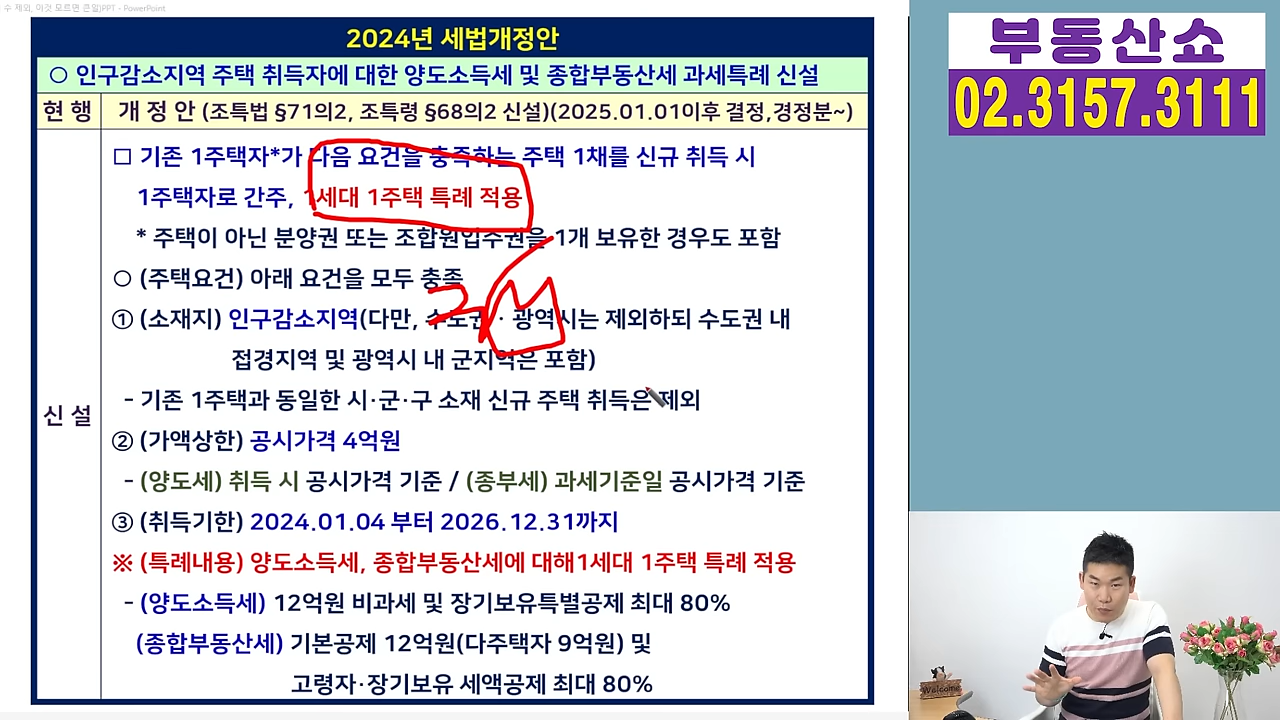 수 제외, 이것 모르면 큰일)PPT - PowerPoint
2024년 세법개정안
○ 인구감소지역 주택 취득자에 대한 양도소득세 및 종합부동산세 과세특례 신설
현 행
개 정 안 (조특법 §71의2, 조특령 §68의2 신설)(2025.01.01이후 결정,경정분~)
신 설
□ 기존 1주택자*가 다음 요건을 충족하는 주택 1채를 신규 취득 시
1주택자로 간주, 1세대 1주택 특례 적용
* 주택이 아닌 분양권 또는 조합원입주권을 1개 보유한 경우도 포함
○ (주택요건) 아래 요건을 모두 충족
① (소재지) 인구감소지역(다만, 수도권 · 광역시는 제외하되 수도권 내
접경지역 및 광역시 내 군지역은 포함)
- 기존 1주택과 동일한 시·군·구 소재 신규 주택 취득은 제외
② (가액상한) 공시가격 4억원
- (양도세) 취득 시 공시가격 기준 / (종부세) 과세기준일 공시가격 기준
③ (취득기한) 2024.01.04 부터 2026.12.31까지
※ (특례내용) 양도소득세, 종합부동산세에 대해1세대 1주택 특례 적용
- (양도소득세) 12억원 비과세 및 장기보유특별공제 최대 80%
(종합부동산세) 기본공제 12억원(다주택자 9억원) 및
고령자·장기보유 세액공제 최대 80%
부동산쇼
02.3157.3111
Welcome